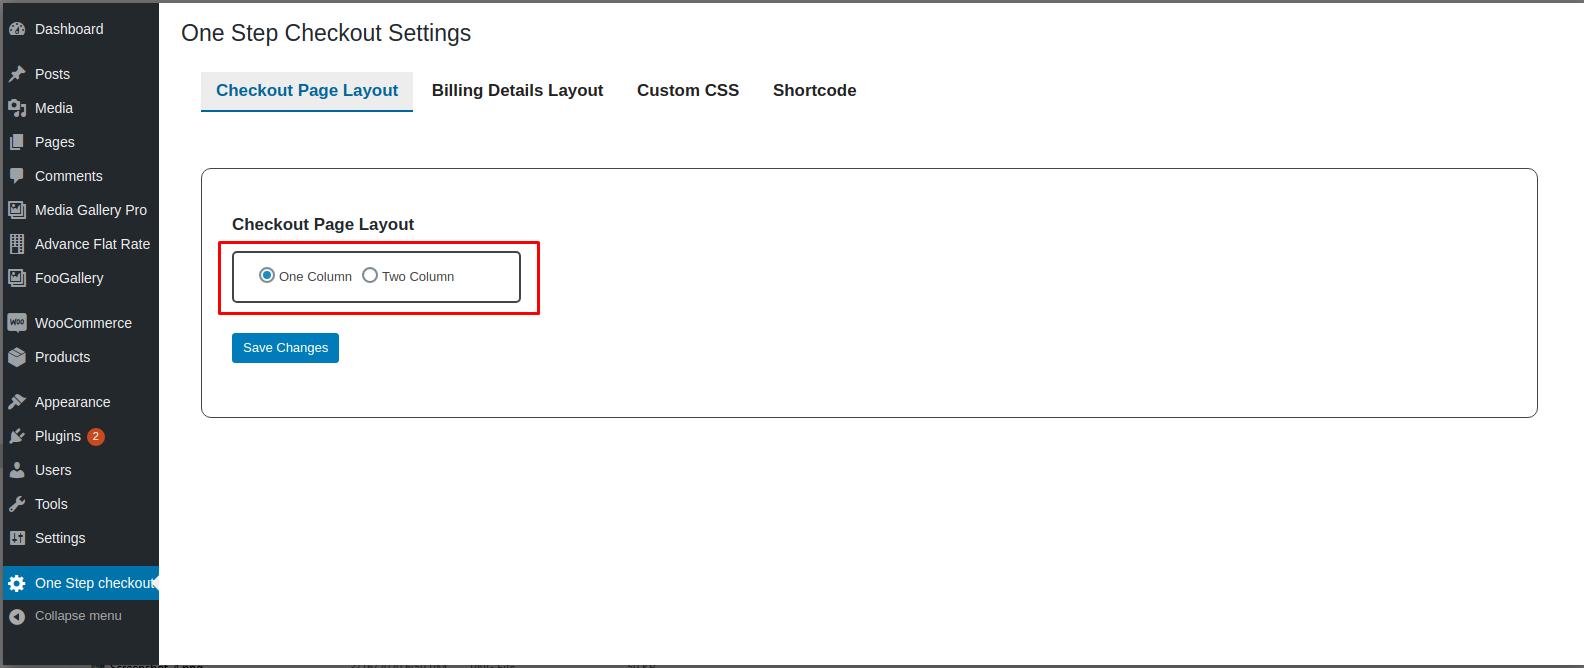 Dashboard
Posts
Media
Pages
Comments
Media Gallery Pro
Advance Flat Rate
FooGallery
WooCommerce
Products
Appearance
Plugins 2
Users
Tools
Settings
One Step checkout
Collapse menu
One Step Checkout Settings
Checkout Page Layout Billing Details Layout Custom CSS Shortcode
Checkout Page Layout
One Column Two Column
Save Changes